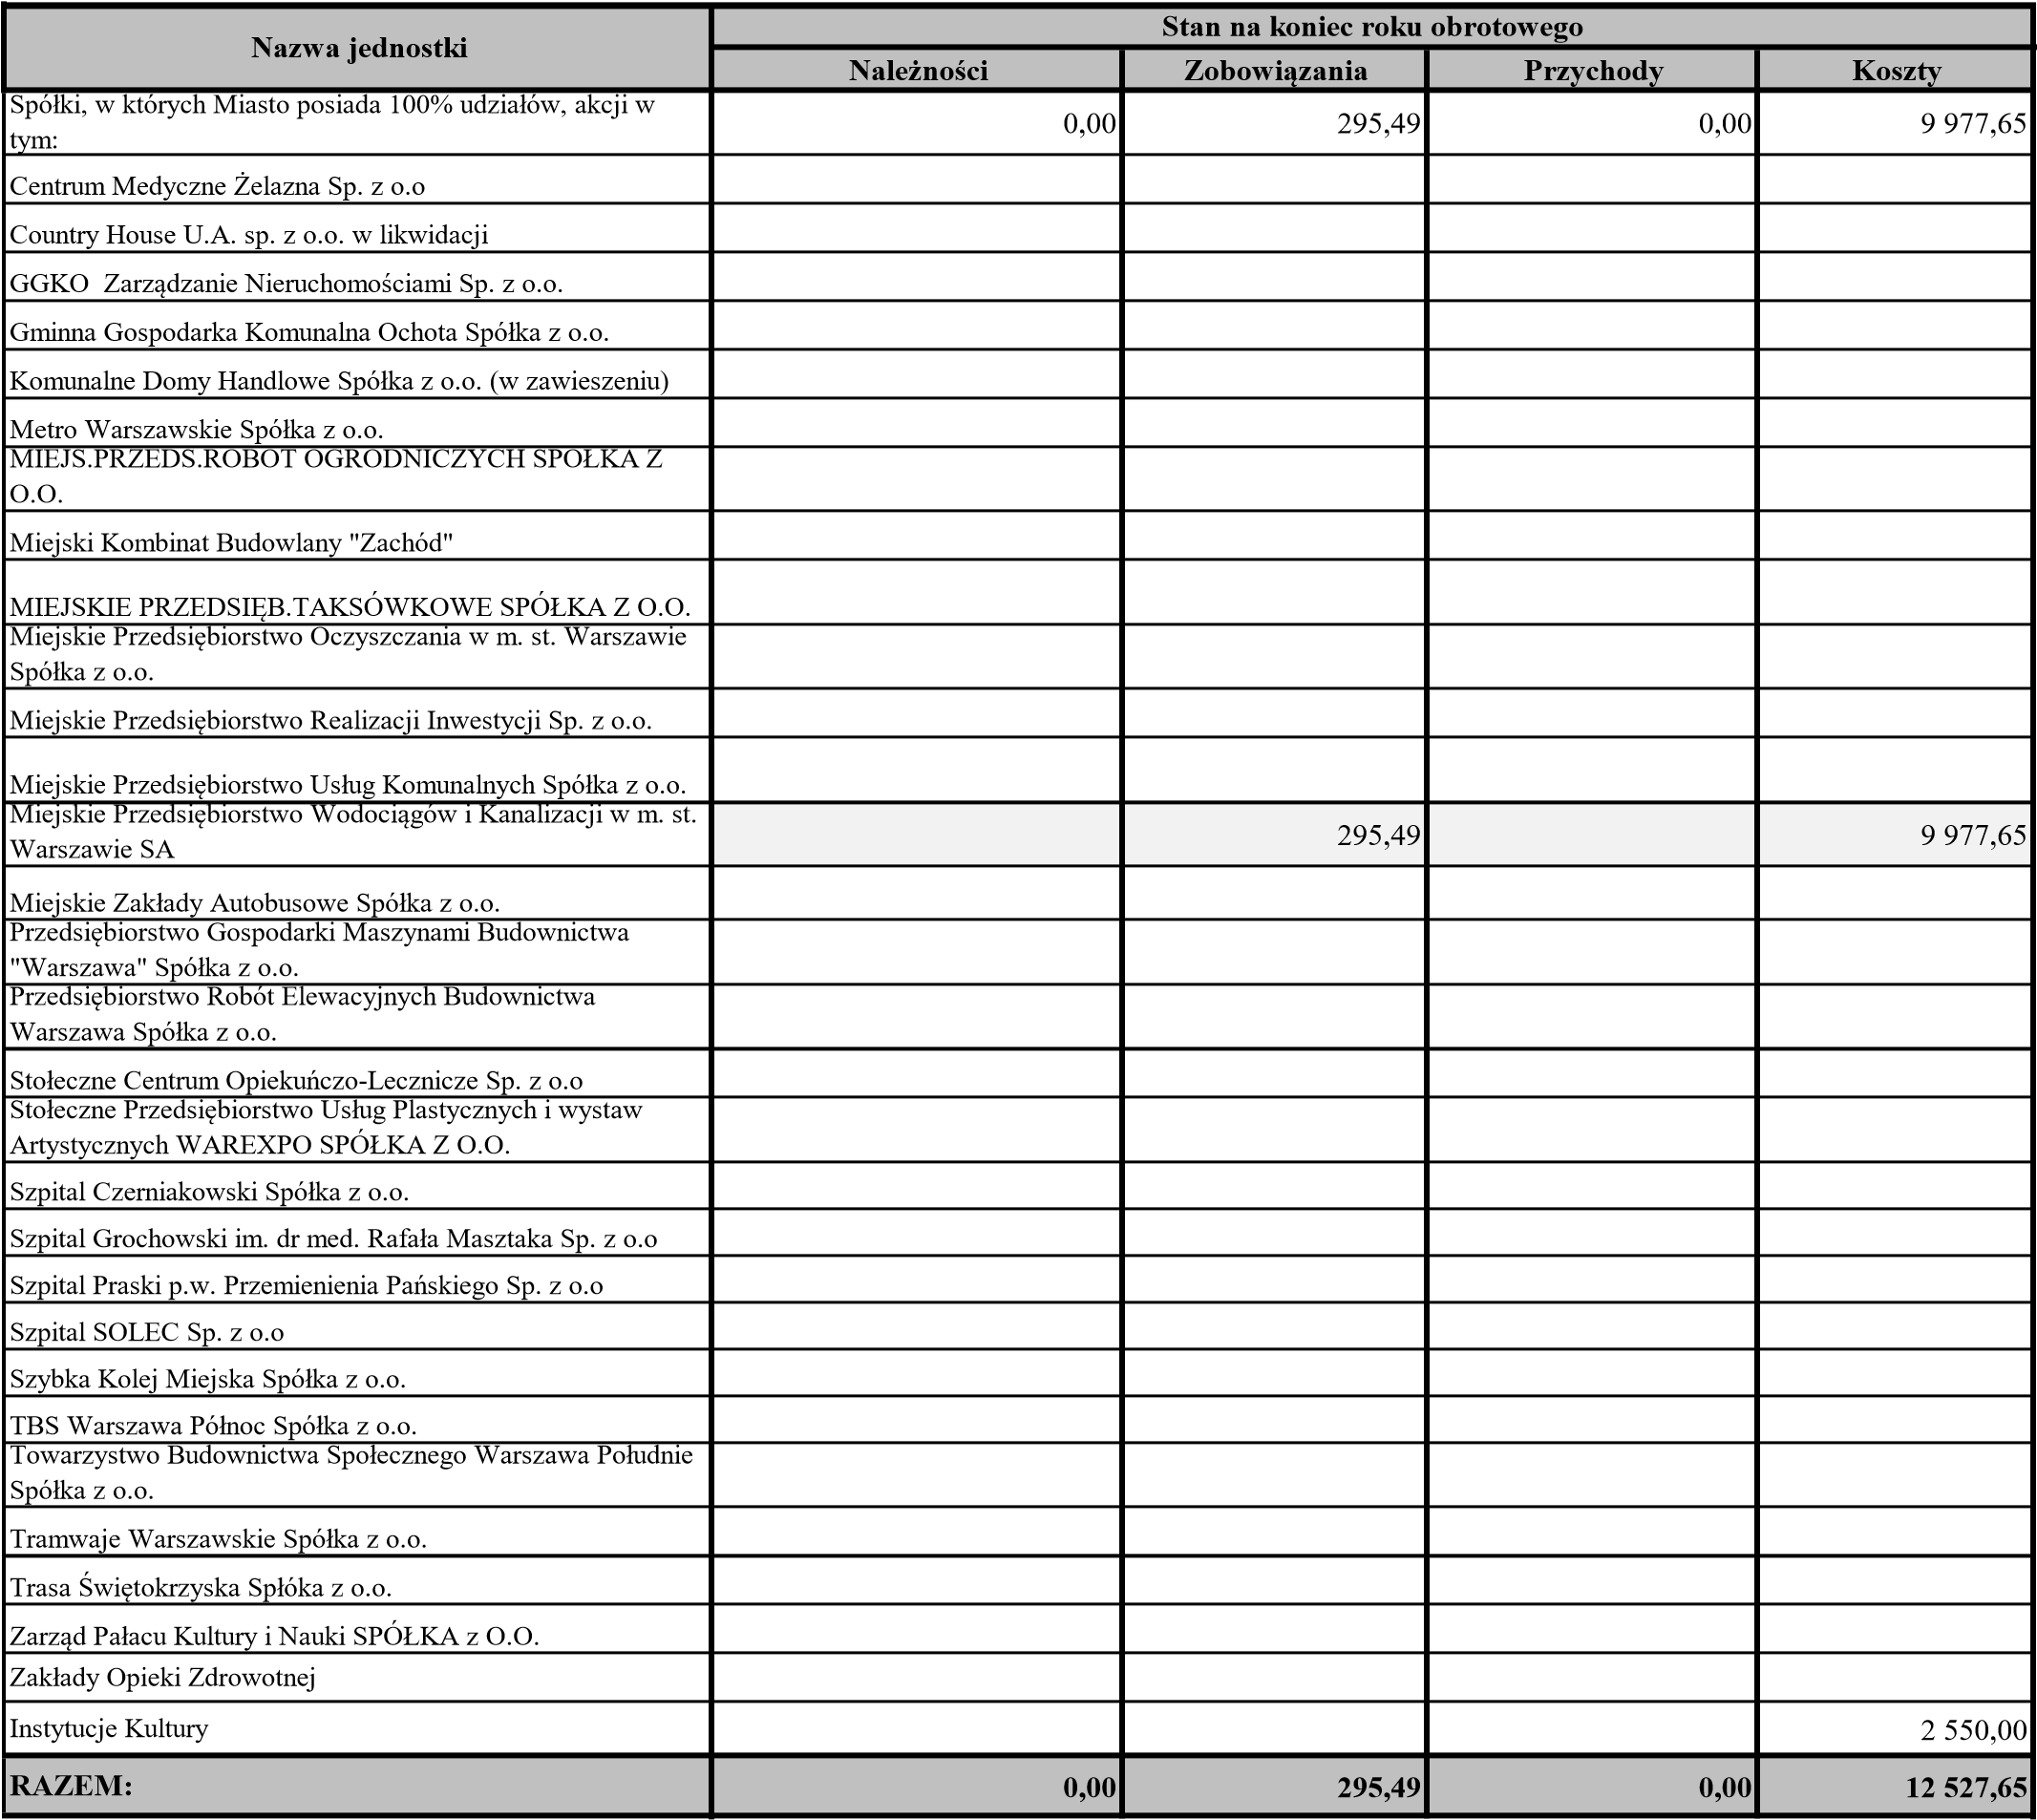 Nazwa jednostki
Stan na koniec roku obrotowego
Należności Zobowiązania Przychody Koszty
Spółki, w których Miasto posiada 100% udziałów, akcji w
tym:
0,00 295,49 0,00 9 977,65
Centrum Medyczne Żelazna Sp. z o.o
Country House U.A. sp. z o.o. w likwidacji
GGKO  Zarządzanie Nieruchomościami Sp. z o.o.
Gminna Gospodarka Komunalna Ochota Spółka z o.o.
Komunalne Domy Handlowe Spółka z o.o. (w zawieszeniu)
Metro Warszawskie Spółka z o.o.
MIEJS.PRZEDS.ROBÓT OGRODNICZYCH SPÓŁKA Z
O.O.
Miejski Kombinat Budowlany "Zachód"
MIEJSKIE PRZEDSIĘB.TAKSÓWKOWE SPÓŁKA Z O.O.
Miejskie Przedsiębiorstwo Oczyszczania w m. st. Warszawie
Spółka z o.o.
Miejskie Przedsiębiorstwo Realizacji Inwestycji Sp. z o.o.
Miejskie Przedsiębiorstwo Usług Komunalnych Spółka z o.o.
Miejskie Przedsiębiorstwo Wodociągów i Kanalizacji w m. st.
Warszawie SA
295,49 9 977,65
Miejskie Zakłady Autobusowe Spółka z o.o.
Przedsiębiorstwo Gospodarki Maszynami Budownictwa
"Warszawa" Spółka z o.o.
Przedsiębiorstwo Robót Elewacyjnych Budownictwa
Warszawa Spółka z o.o.
Stołeczne Centrum Opiekuńczo-Lecznicze Sp. z o.o
Stołeczne Przedsiębiorstwo Usług Plastycznych i wystaw
Artystycznych WAREXPO SPÓŁKA Z O.O.
Szpital Czerniakowski Spółka z o.o.
Szpital Grochowski im. dr med. Rafała Masztaka Sp. z o.o
Szpital Praski p.w. Przemienienia Pańskiego Sp. z o.o
Szpital SOLEC Sp. z o.o
Szybka Kolej Miejska Spółka z o.o.
TBS Warszawa Północ Spółka z o.o.
Towarzystwo Budownictwa Społecznego Warszawa Południe
Spółka z o.o.
Tramwaje Warszawskie Spółka z o.o.
Trasa Świętokrzyska Spłóka z o.o.
Zarząd Pałacu Kultury i Nauki SPÓŁKA z O.O.
Zakłady Opieki Zdrowotnej
Instytucje Kultury 2 550,00
RAZEM: 0,00 295,49 0,00 12 527,65